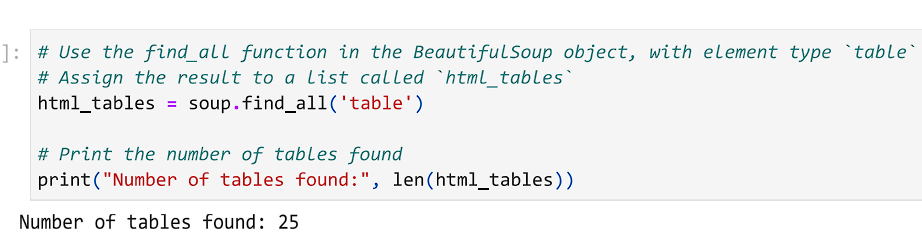 ]: # Use the find_all function in the BeautifulSoup object, with element type `table`
# Assign the result to a list called `html_tables`
html_tables = soup.find_all('table')
# Print the number of tables found
print("Number of tables found:", len(html_tables))
Number of tables found: 25